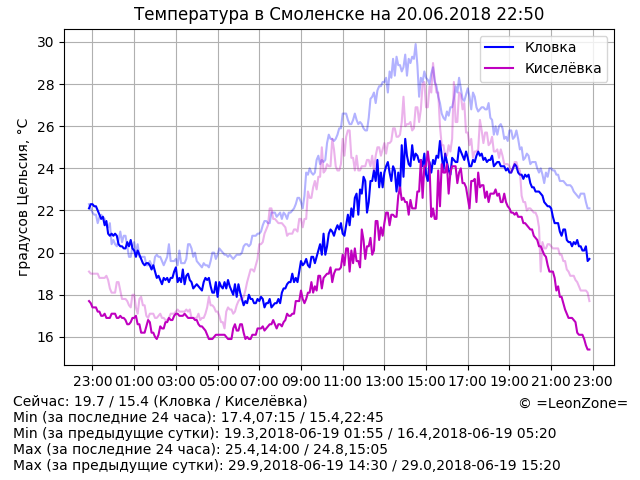 Температура в Смоленске на 20.06.2018 22:50
Кловка
Киселёвка
градусов Цельсия, °C
30
28
26
24
22
20
18
16
23:00 01:00 03:00 05:00 07:00 09:00 11:00 13:00 15:00 17:00 19:00 21:00 23:00
Сейчас: 19.7 / 15.4 (Кловка / Киселёвка)
© =LeonZone=
Min (за последние 24 часа): 17.4,07:15 / 15.4,22:45
Min (за предыдущие сутки): 19.3,2018-06-19 01:55 / 16.4,2018-06-19 05:20
Max (за последние 24 часа): 25.4,14:00 / 24.8,15:05
Max (за предыдущие сутки): 29.9,2018-06-19 14:30 / 29.0,2018-06-19 15:20